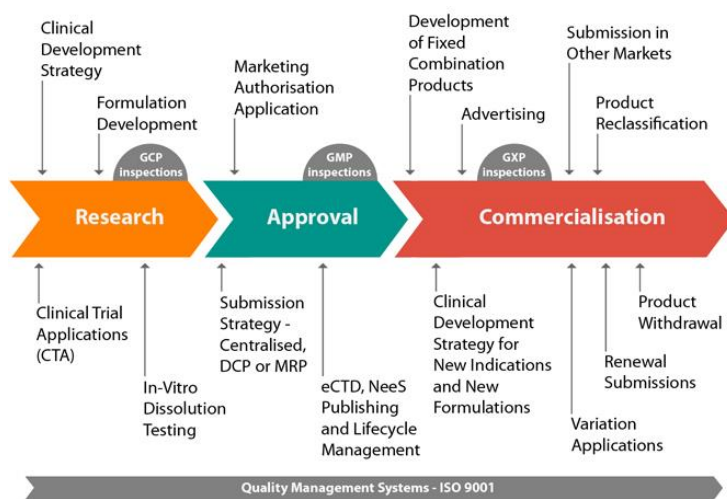 Clinical
Development
Strategy
Formulation
Development
GCP
inspections
Marketing
Authorisation
Application
GMP
inspections
Development
of Fixed
Combination
Products
Advertising
GXP
inspections
Submission in
Other Markets
Product
Reclassification
Research
Approval
Commercialisation
Clinical Trial
Applications
(CTA)
In-Vitro
Dissolution
Testing
Submission
Strategy -
Centralised,
DCP or MRP
eCTD, NeeS
Publishing
and Lifecycle
Management
Clinical
Development
Strategy for
New Indications
and New
Formulations
Variation
Applications
Renewal
Submissions
Product
Withdrawal
Quality Management Systems - ISO 9001